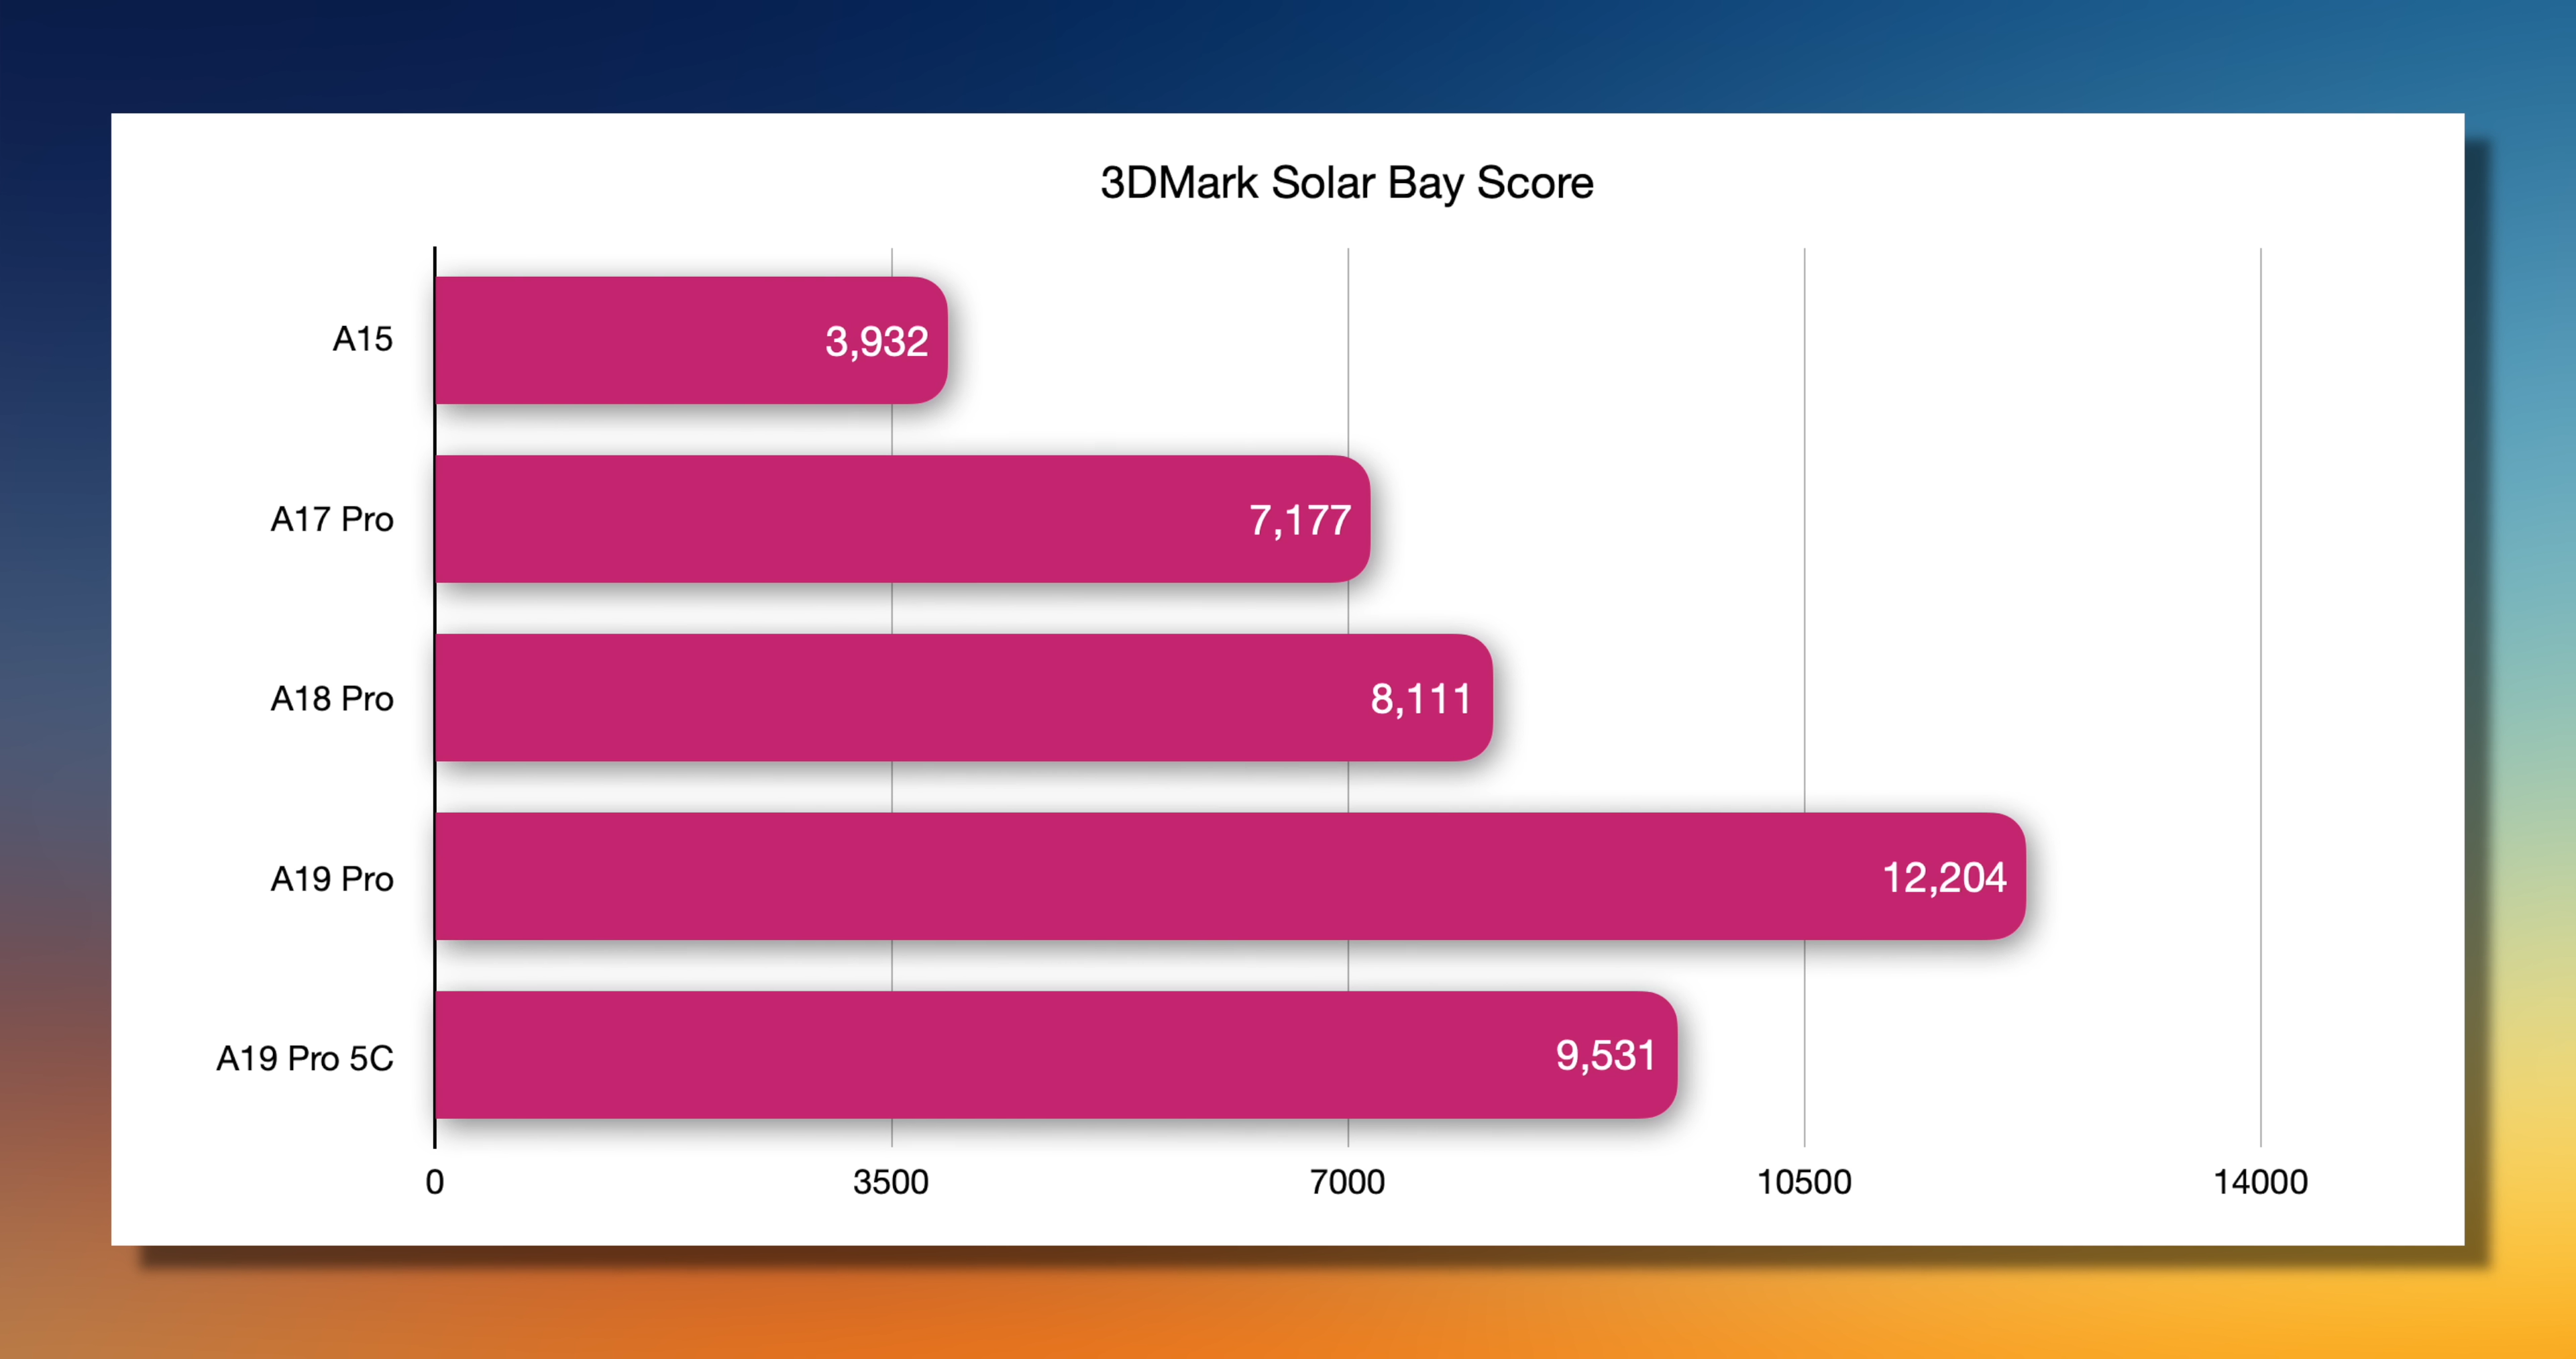 3DMark Solar Bay Score
A15
3,932
A17 Pro
7,177
A18 Pro
8,111
A19 Pro
12,204
A19 Pro 5C
9,531
0 3500 7000 10500 14000